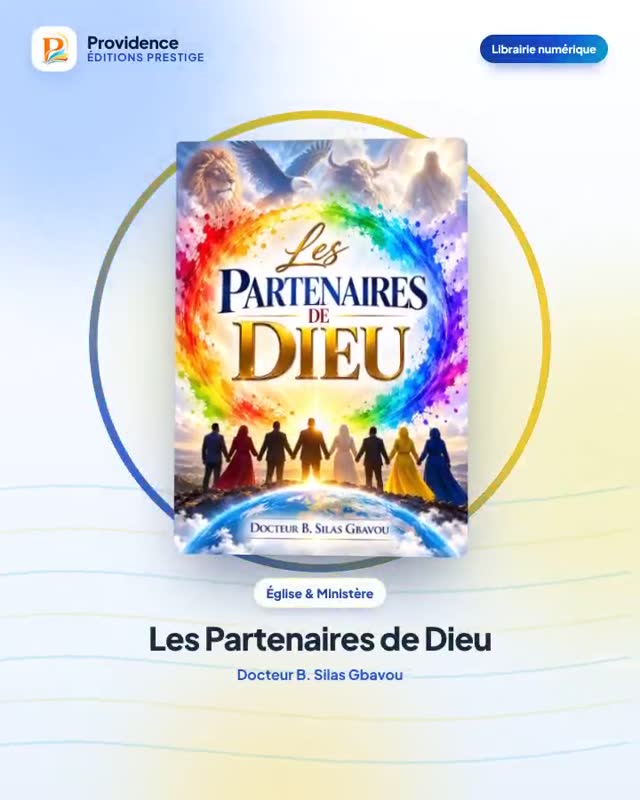 Providence
ÉDITIONS PRESTIGE
Librairie numérique
Les
PARTENAIRES
DE
DIEU
DOCTEUR B. SILAS GBAVOU
Église & Ministère
Les Partenaires de Dieu
Docteur B. Silas Gbavou